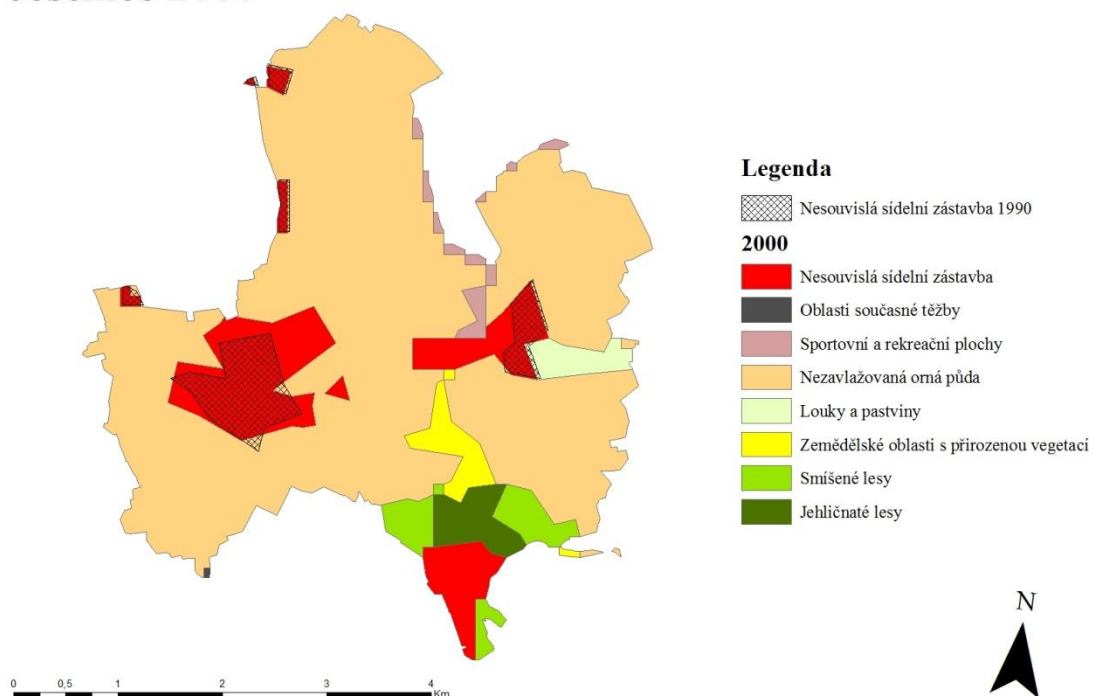 Legenda
Nesouvislá sídelní zástavba 1990
2000
Nesouvislá sídelní zástavba
Oblasti současné těžby
Sportovní a rekreační plochy
Nezavlažovaná orná půda
Louky a pastviny
Zemědělské oblasti s přirozenou vegetací
Smíšené lesy
Jehličnaté lesy
N
0 0,5 1 2 3 4
Km